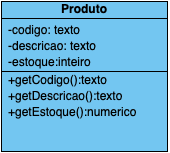 Produto
-codigo: texto
-descricao: texto
-estoque:inteiro
+getCodigo():texto
+getDescricao():texto
+getEstoque():numerico